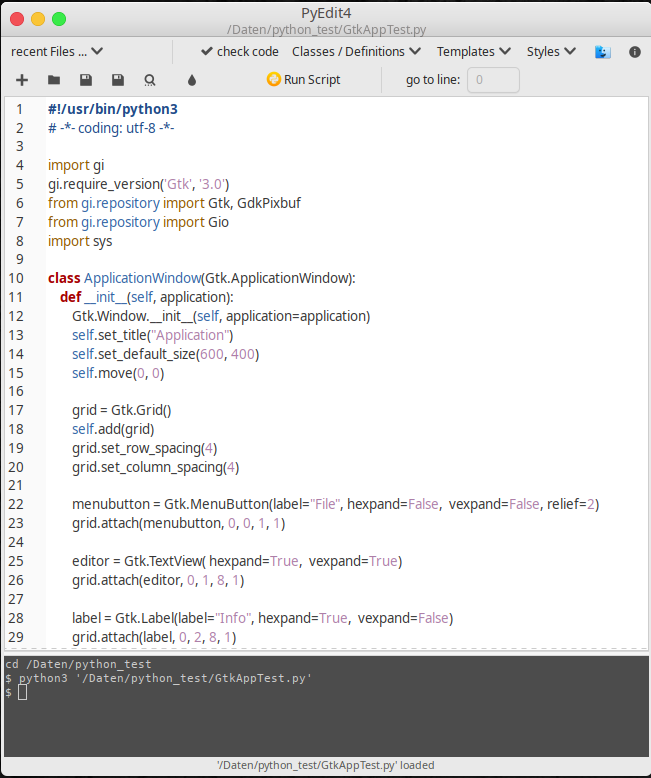 PyEdit4
/Daten/python_test/GtkAppTest.py
recent Files ... check code Classes / Definitions Templates Styles
Run Script go to line: 0
1 #!/usr/bin/python3
2 # -*- coding: utf-8 -*-
3
4 import gi
5 gi.require_version('Gtk', '3.0')
6 from gi.repository import Gtk, GdkPixbuf
7 from gi.repository import Gio
8 import sys
9
10 class ApplicationWindow(Gtk.ApplicationWindow):
11 def __init__(self, application):
12 Gtk.Window.__init__(self, application=application)
13 self.set_title("Application")
14 self.set_default_size(600, 400)
15 self.move(0, 0)
16
17 grid = Gtk.Grid()
18 self.add(grid)
19 grid.set_row_spacing(4)
20 grid.set_column_spacing(4)
21
22 menubutton = Gtk.MenuButton(label="File", hexpand=False,  vexpand=False, relief=2)
23 grid.attach(menubutton, 0, 0, 1, 1)
24
25 editor = Gtk.TextView( hexpand=True,  vexpand=True)
26 grid.attach(editor, 0, 1, 8, 1)
27
28 label = Gtk.Label(label="Info", hexpand=True,  vexpand=False)
29 grid.attach(label, 0, 2, 8, 1)
cd /Daten/python_test
$ python3 '/Daten/python_test/GtkAppTest.py'
$
'/Daten/python_test/GtkAppTest.py' loaded